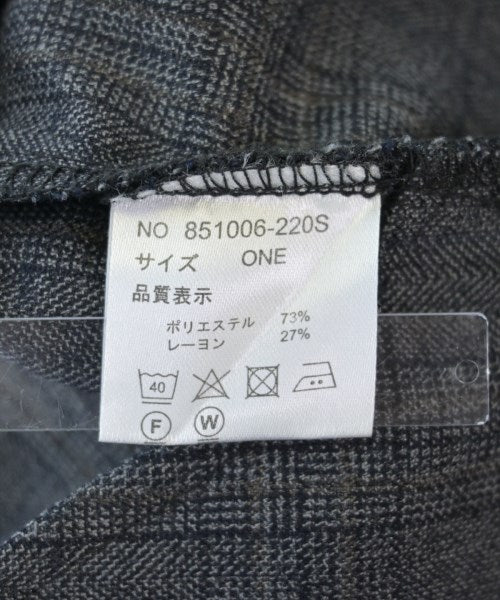 NO 851006-220S
サイズ ONE
品質表示
ポリエステル 73%
レーヨン 27%
40
F W